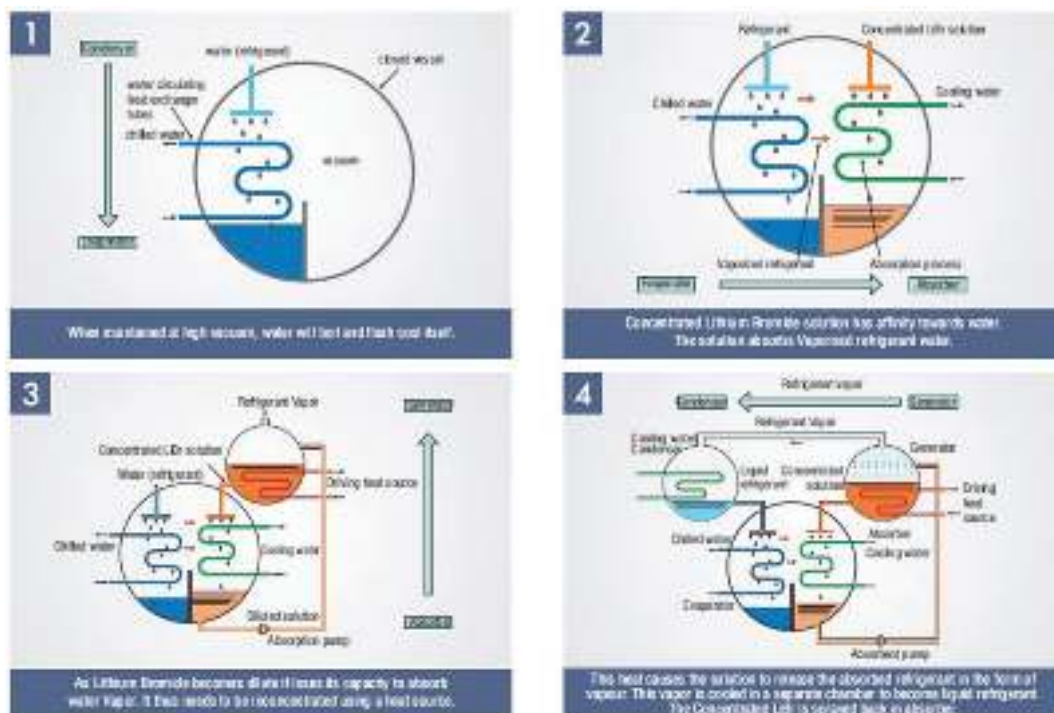 1
Condenser
water (refrigerant)
closed vessel
water circulating
heat exchanger
tubes
chilled water
vacuum
When maintained at high vacuum, water will boil and flash cool itself.
2
Refrigerant
Concentrated LiBr solution
Chilled water
Cooling water
Vaporized refrigerant
Absorption process
Evaporator
Absorber
Concentrated Lithium Bromide solution has affinity towards water.
The solution absorbs Vaporised refrigerant water.
3
Refrigerant Vapor
Concentrated LiBr solution
Water (refrigerant)
Driving heat source
Chilled water
Cooling water
Diluted solution
Absorption pump
As Lithium Bromide becomes dilute it loses its capacity to absorb
water Vapor. It thus needs to be reconcentrated using a heat source.
4
Refrigerant vapor
Condenser
Generator
Refrigerant Vapor
Cooling water
Condenser
Generator
Liquid
refrigerant
Concentrated
solution
Driving
heat
source
Chilled water
Absorber
Cooling water
Evaporator
Absorbent pump
This heat causes the solution to release the absorbed refrigerant in the form of
vapour. This vapor is cooled in a separate chamber to become liquid refrigerant.
The Concentrated Libr is sprayed back in absorber.